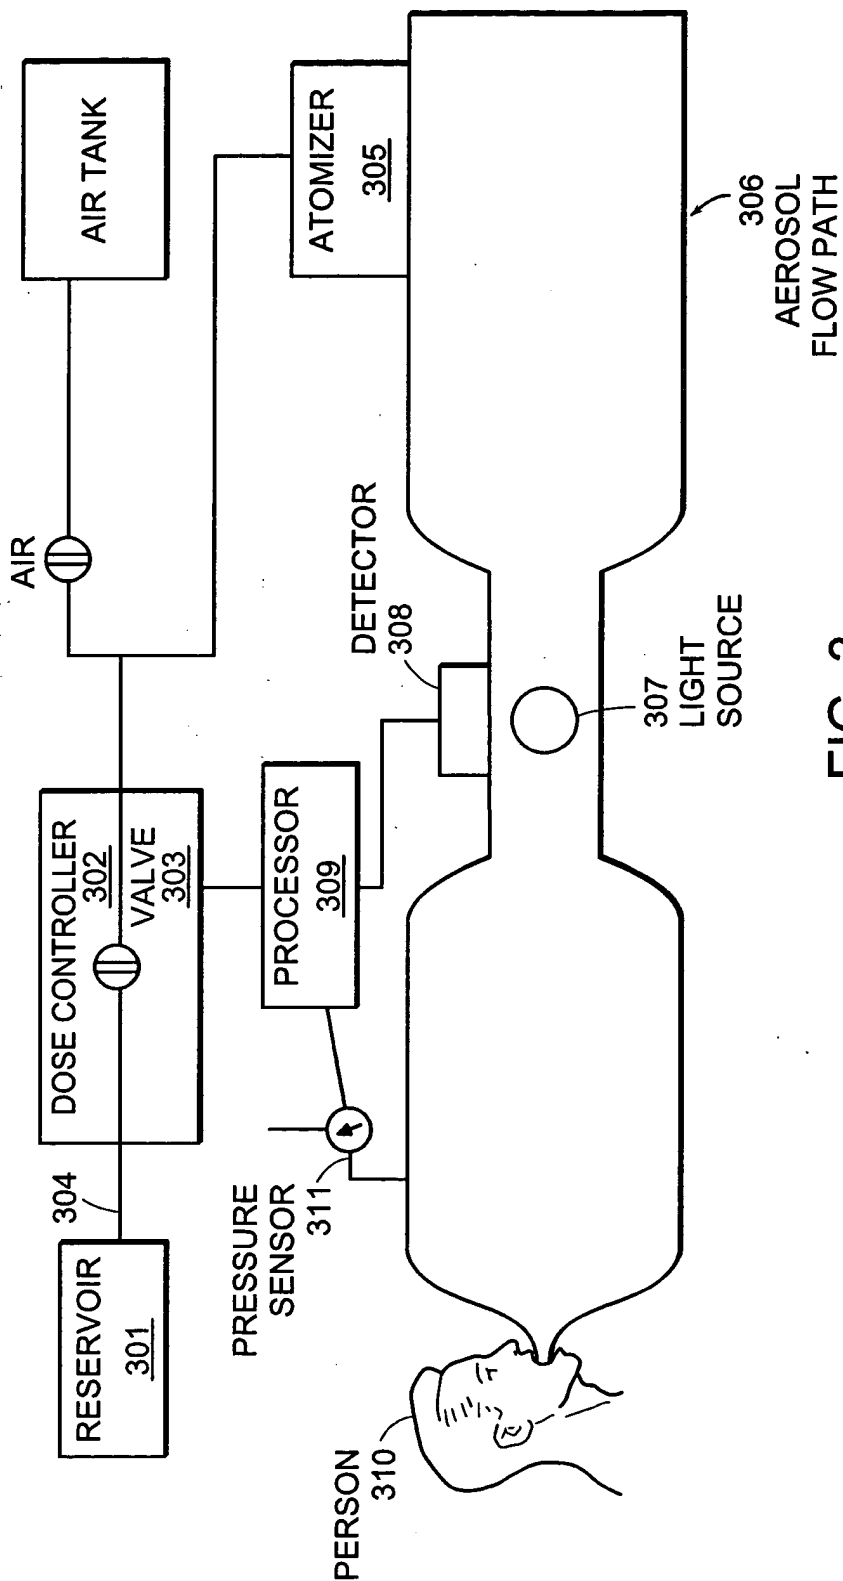 RESERVOIR
301
304
DOSE CONTROLLER
302
VALVE
303
AIR
AIR TANK
PERSON
310
PRESSURE
SENSOR
311
PROCESSOR
309
DETECTOR
308
ATOMIZER
305
307
LIGHT
SOURCE
306
AEROSOL
FLOW PATH
FIG.